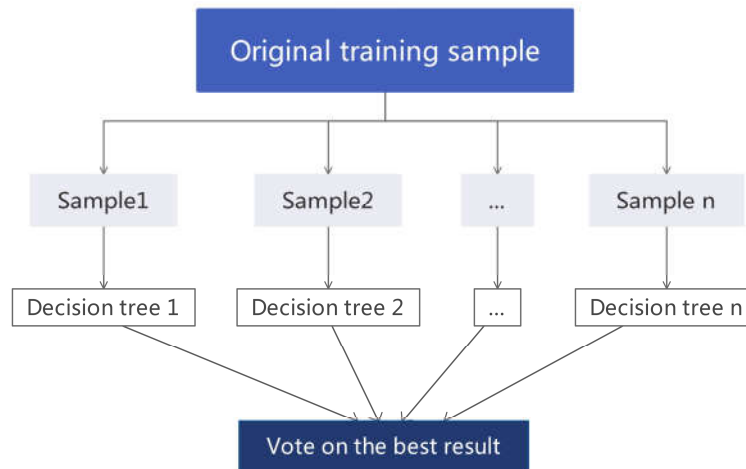 Original training sample
Sample1
Sample2
...
Sample n
Decision tree 1
Decision tree 2
...
Decision tree n
Vote on the best result